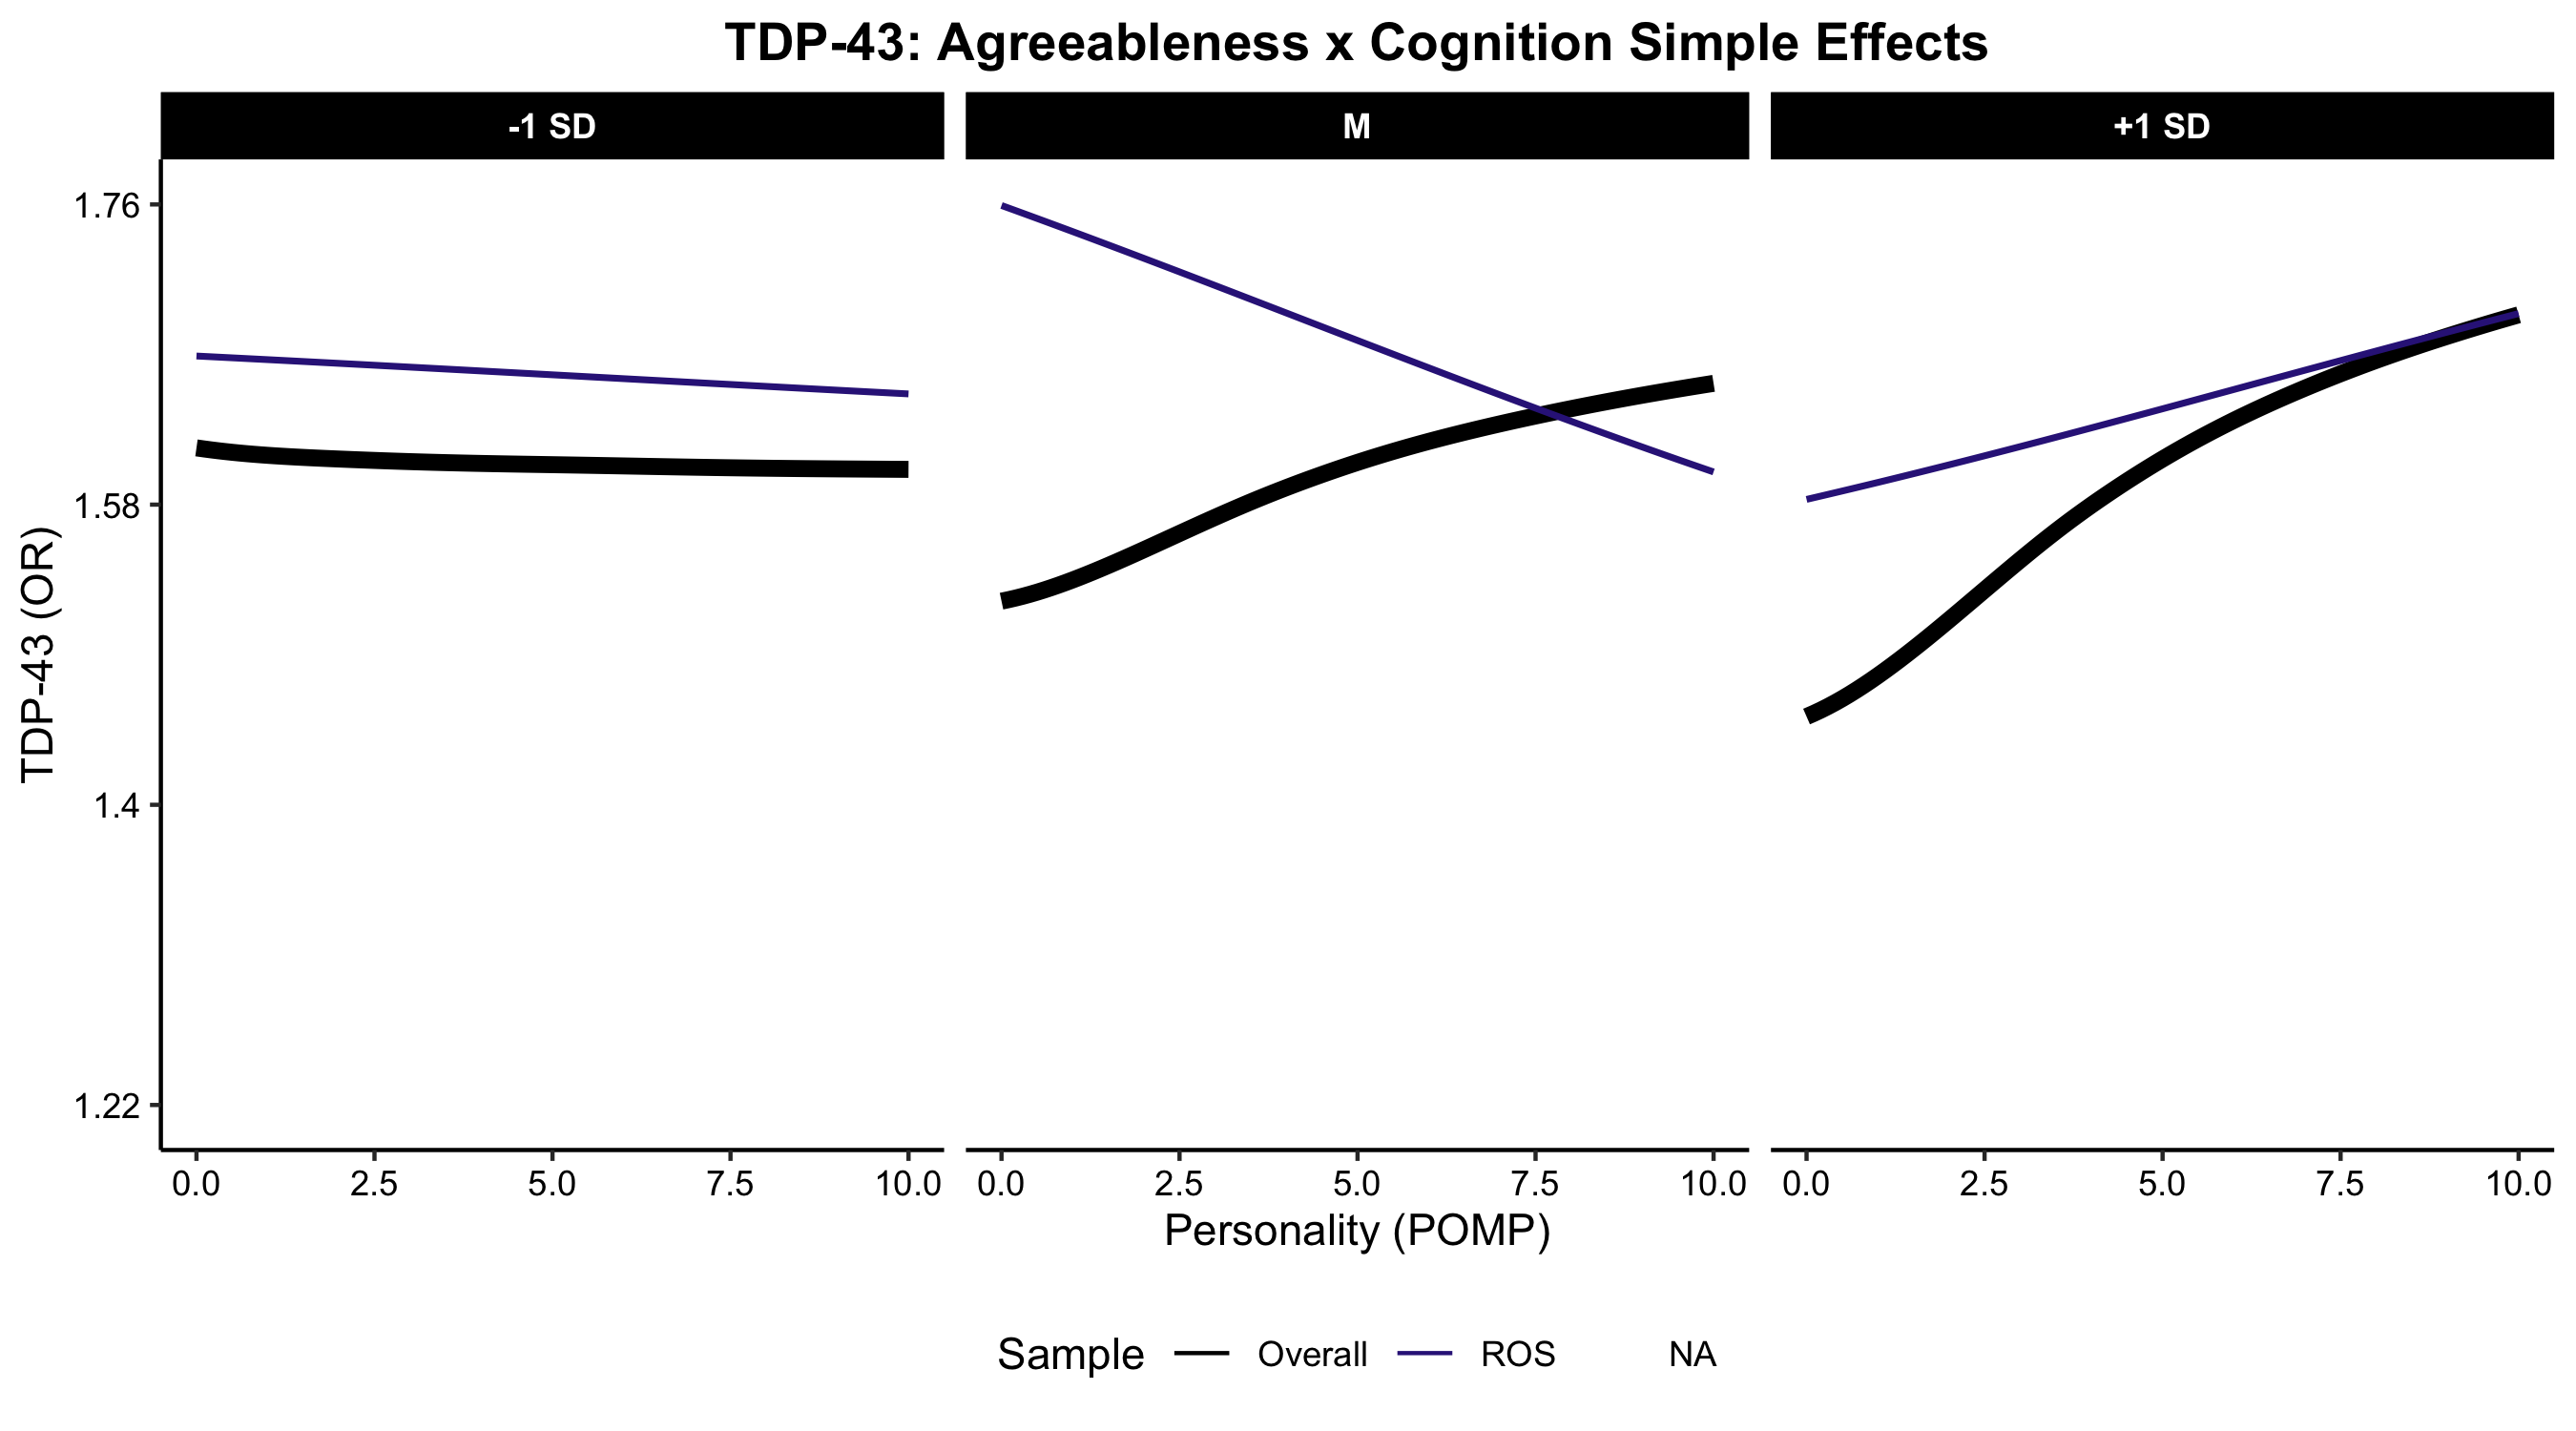 TDP-43: Agreeableness x Cognition Simple Effects
-1 SD
M
+1 SD
TDP-43 (OR)
1.76
1.58
1.4
1.22
0.0 2.5 5.0 7.5 10.0 0.0 2.5 5.0 7.5 10.0 0.0 2.5 5.0 7.5 10.0
Personality (POMP)
Sample Overall ROS NA